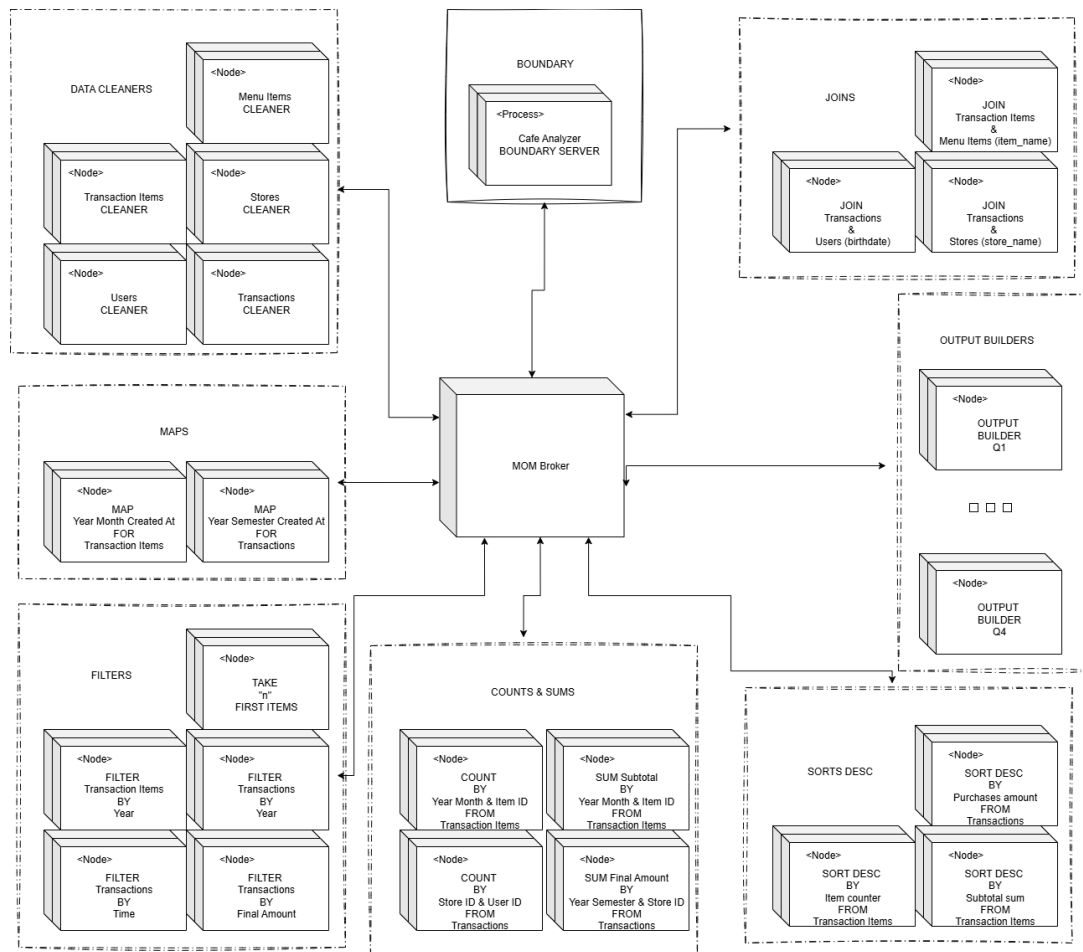 DATA CLEANERS
<Node>
Menu Items
CLEANER
<Node>
Transaction Items
CLEANER
<Node>
Stores
CLEANER
<Node>
Users
CLEANER
<Node>
Transactions
CLEANER
BOUNDARY
<Process>
Cafe Analyzer
BOUNDARY SERVER
JOINS
<Node>
JOIN
Transaction Items
&
Menu Items (item_name)
<Node>
JOIN
Transactions
&
Users (birthdate)
<Node>
JOIN
Transactions
&
Stores (store_name)
MAPS
<Node>
MAP
Year Month Created At
FOR
Transaction Items
<Node>
MAP
Year Semester Created At
FOR
Transactions
MOM Broker
OUTPUT BUILDERS
<Node>
OUTPUT
BUILDER
Q1
<Node>
OUTPUT
BUILDER
Q4
FILTERS
<Node>
TAKE
"n"
FIRST ITEMS
<Node>
FILTER
Transaction Items
BY
Year
<Node>
FILTER
Transactions
BY
Year
<Node>
FILTER
Transactions
BY
Time
<Node>
FILTER
Transactions
BY
Final Amount
COUNTS & SUMS
<Node>
COUNT
BY
Year Month & Item ID
FROM
Transaction Items
<Node>
SUM Subtotal
BY
Year Month & Item ID
FROM
Transaction Items
<Node>
COUNT
BY
Store ID & User ID
FROM
Transactions
<Node>
SUM Final Amount
BY
Year Semester & Store ID
FROM
Transactions
SORTS DESC
<Node>
SORT DESC
BY
Purchases amount
FROM
Transactions
<Node>
SORT DESC
BY
Item counter
FROM
Transaction Items
<Node>
SORT DESC
BY
Subtotal sum
FROM
Transaction Items